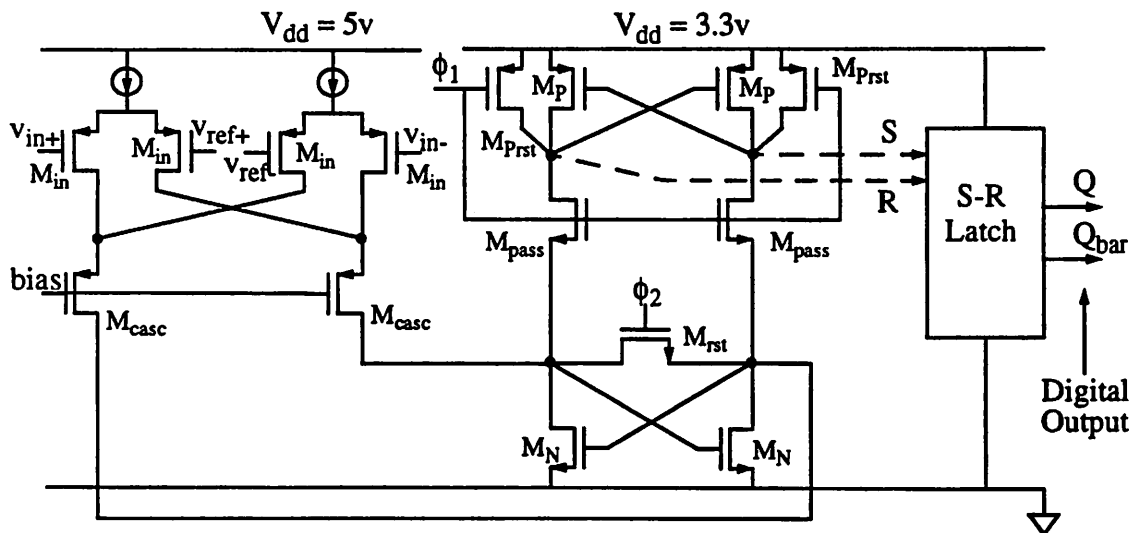 V_dd = 5v
V_dd = 3.3v
ϕ_1
M_P
M_P
M_Prst
v_in+
M_in
M_in
v_ref+
v_ref-
M_in
v_in-
M_in
M_Prst
S
R
S-R
Latch
Q
Q_bar
M_pass
M_pass
bias
M_casc
M_casc
ϕ_2
M_rst
M_N
M_N
Digital
Output